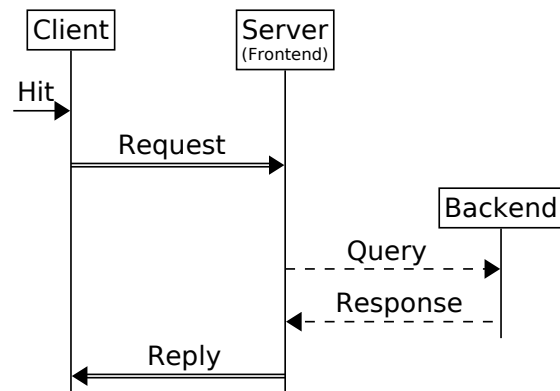 Client
Server
(Frontend)
Hit
Request
Backend
Query
Response
Reply